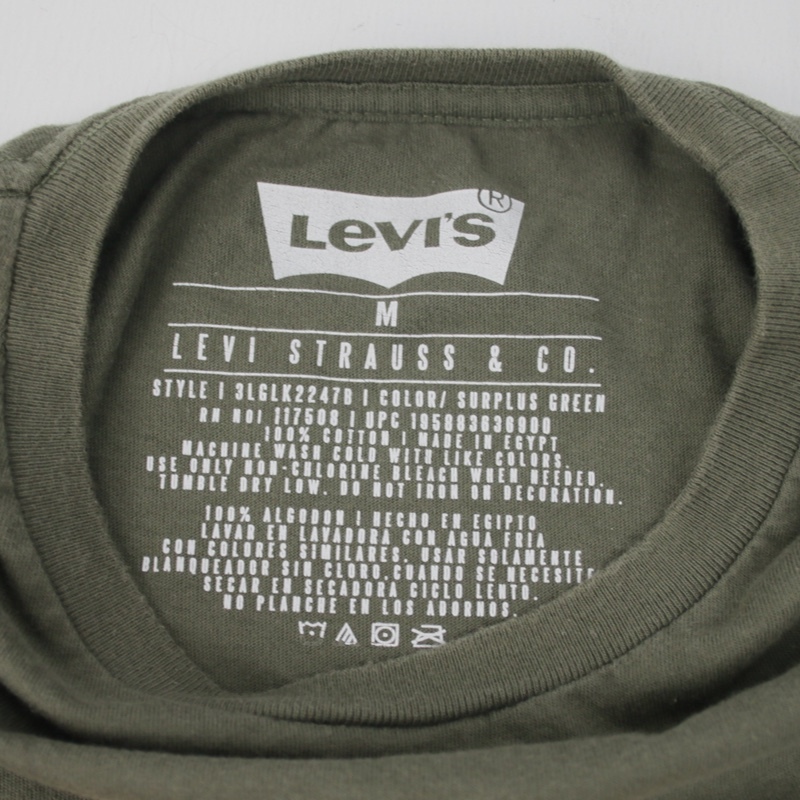 Levi's ®
M
LEVI STRAUSS & CO.
STYLE | 3LGLK2247B | COLOR/ SURPLUS GREEN
RN NO| 117508 | UPC 195883636900
100% COTTON | MADE IN EGYPT
MACHINE WASH COLD WITH LIKE COLORS.
USE ONLY NON-CHLORINE BLEACH WHEN NEEDED.
TUMBLE DRY LOW. DO NOT IRON ON DECORATION.
100% ALGODON | HECHO EN EGIPTO
LAVAR EN LAVADORA CON AGUA FRIA
CON COLORES SIMILARES. USAR SOLAMENTE
BLANQUEADOR SIN CLORO,CUANDO SE NECESITE
SECAR EN SECADORA CICLO LENTO.
NO PLANCHE EN LOS ADORNOS.